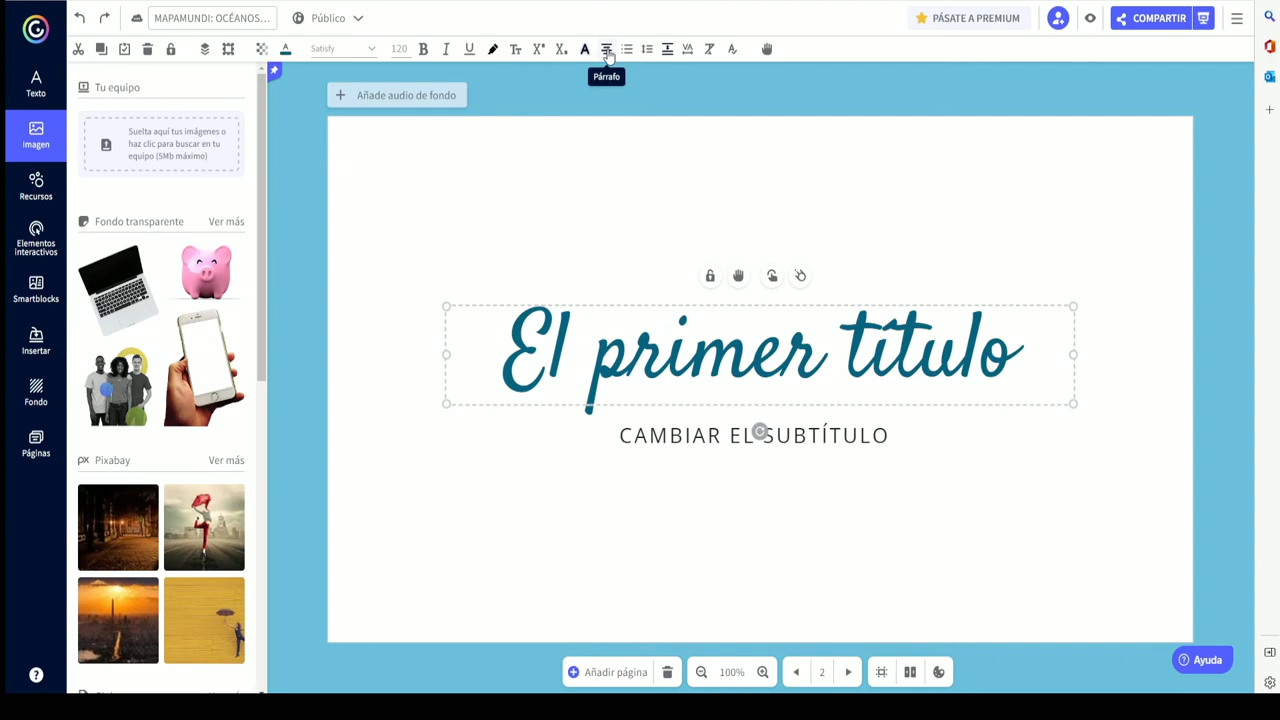 MAPAMUNDI: OCÉANOS...
Público
PÁSATE A PREMIUM
COMPARTIR
Satisfy
120
Párrafo
Texto
Imagen
Recursos
Elementos
interactivos
Smartblocks
Insertar
Fondo
Páginas
Tu equipo
Suelta aquí tus imágenes o
haz clic para buscar en tu
equipo (5Mb máximo)
Fondo transparente
Ver más
Pixabay
Ver más
Añade audio de fondo
El primer título
CAMBIAR EL SUBTÍTULO
Añadir página
100%
2
Ayuda